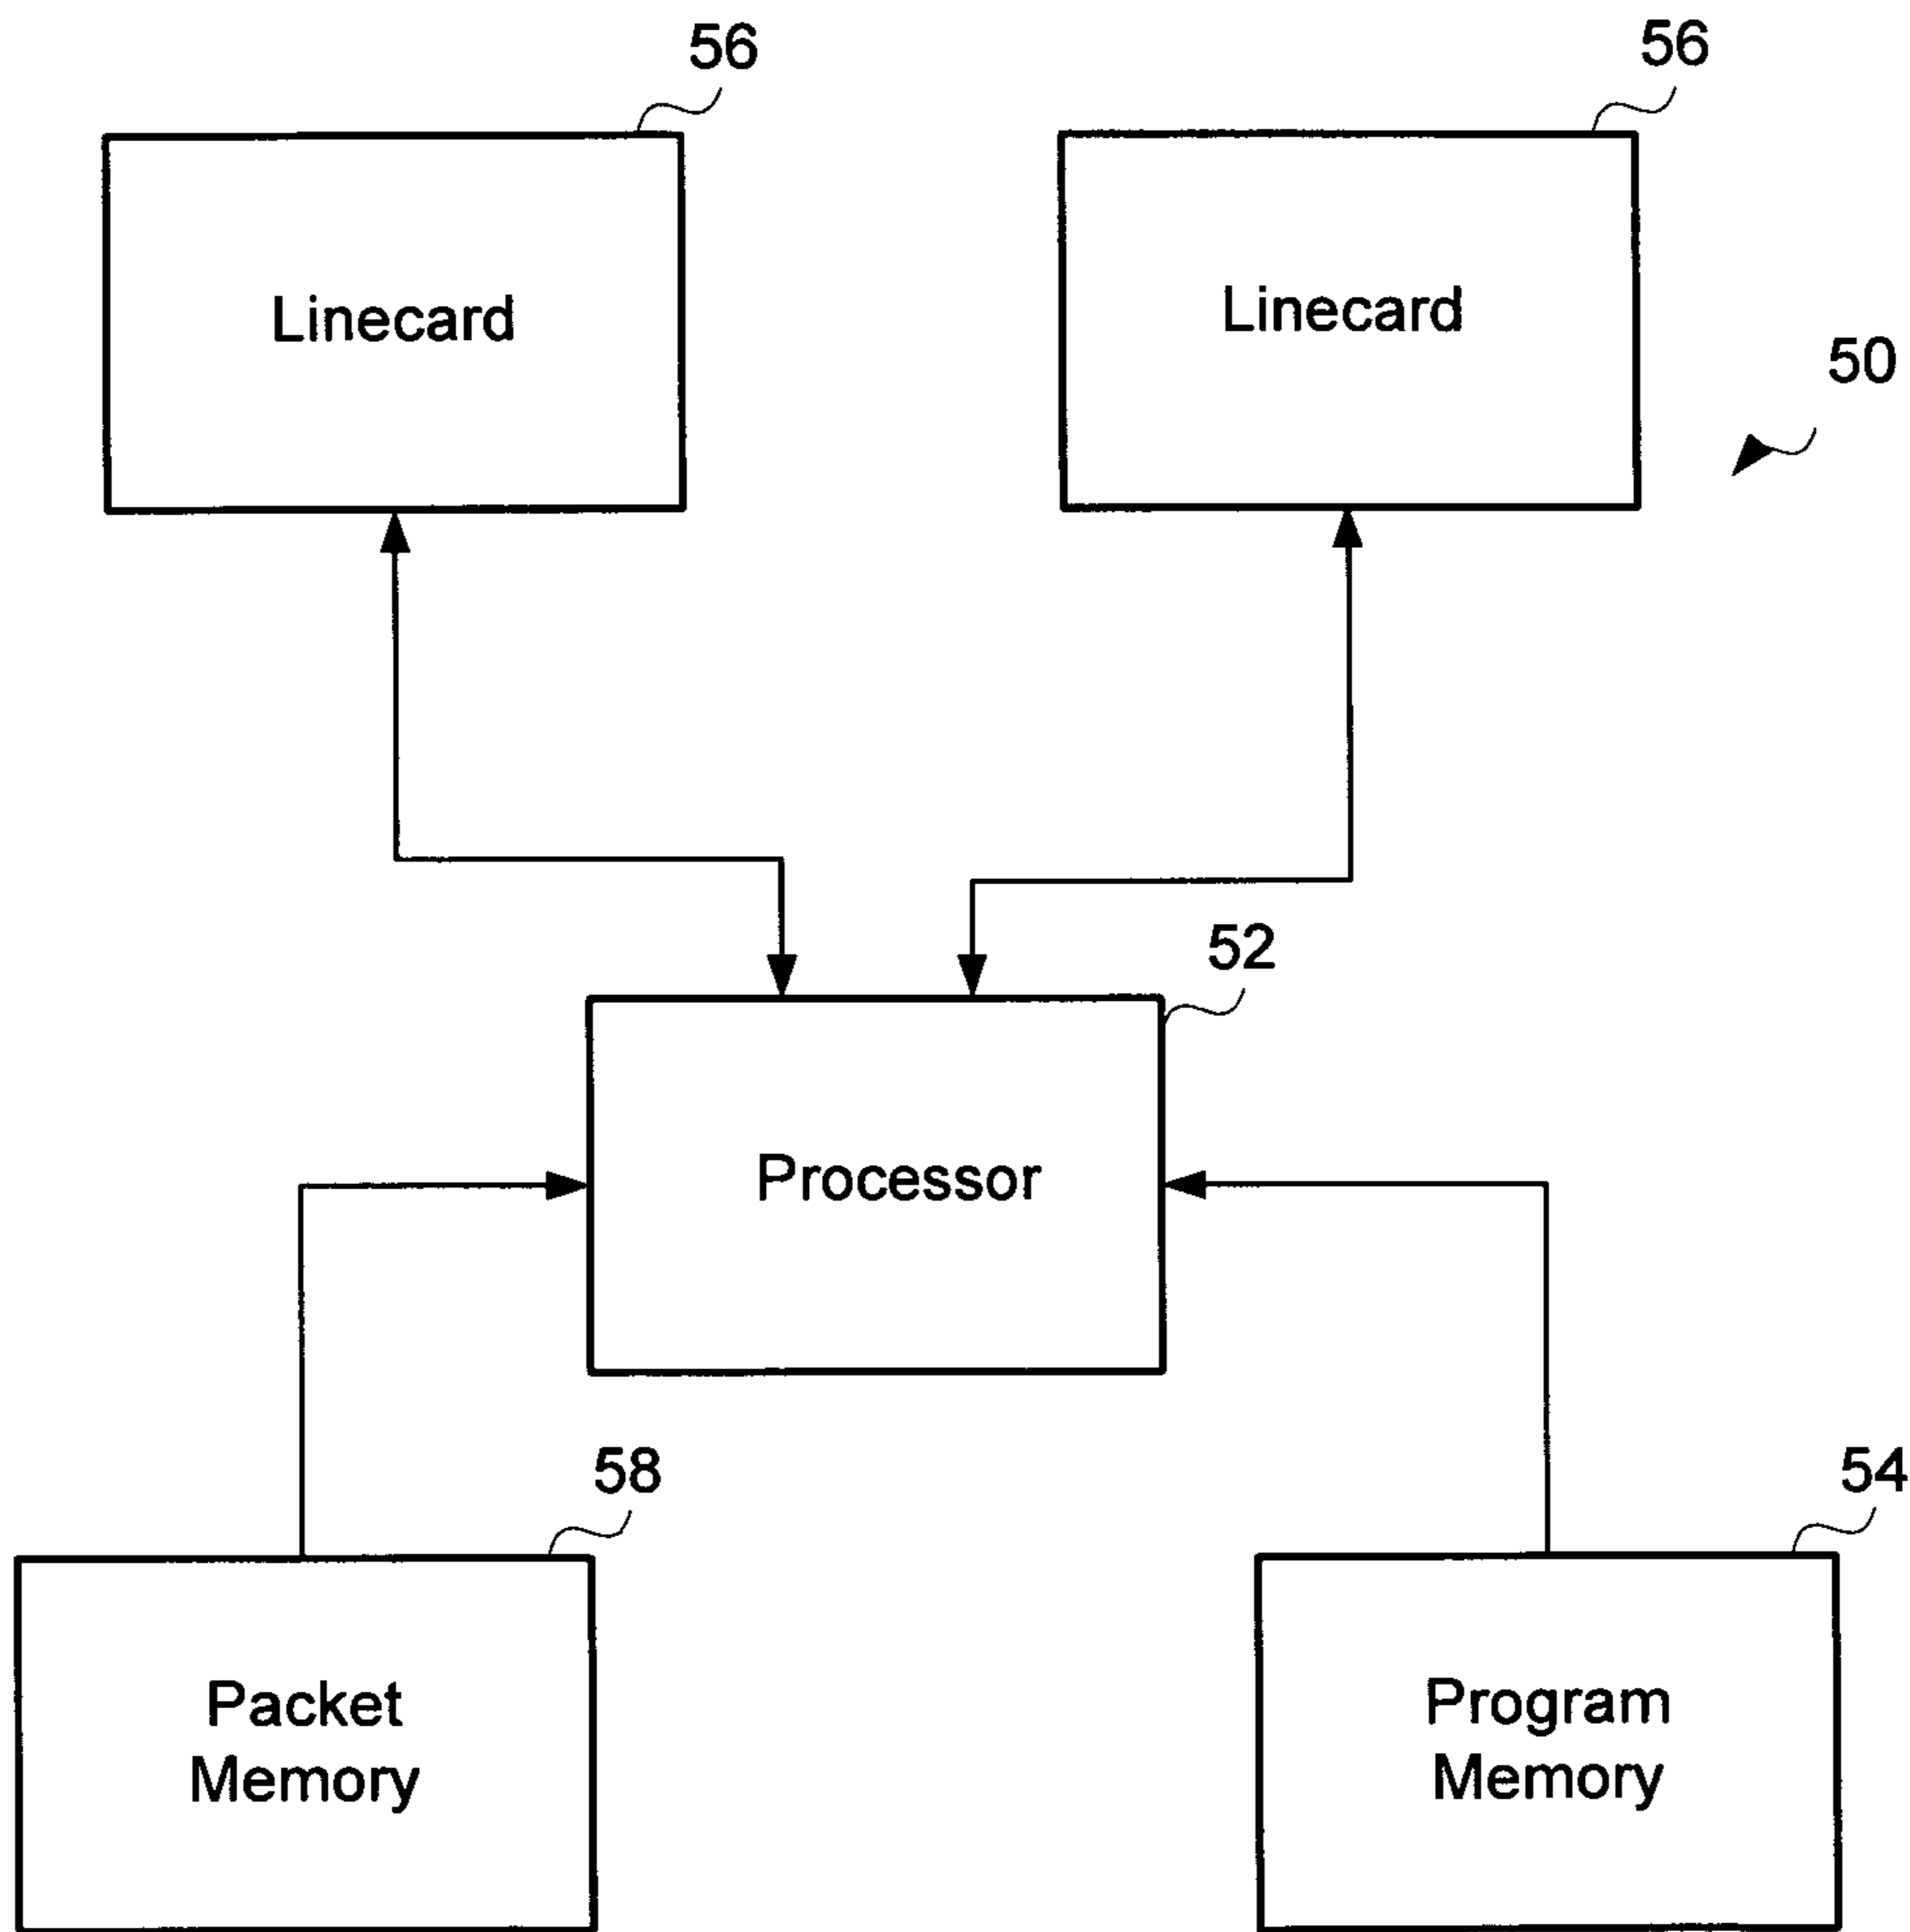 56
56
Linecard
Linecard
50
52
Processor
58
54
Packet
Memory
Program
Memory